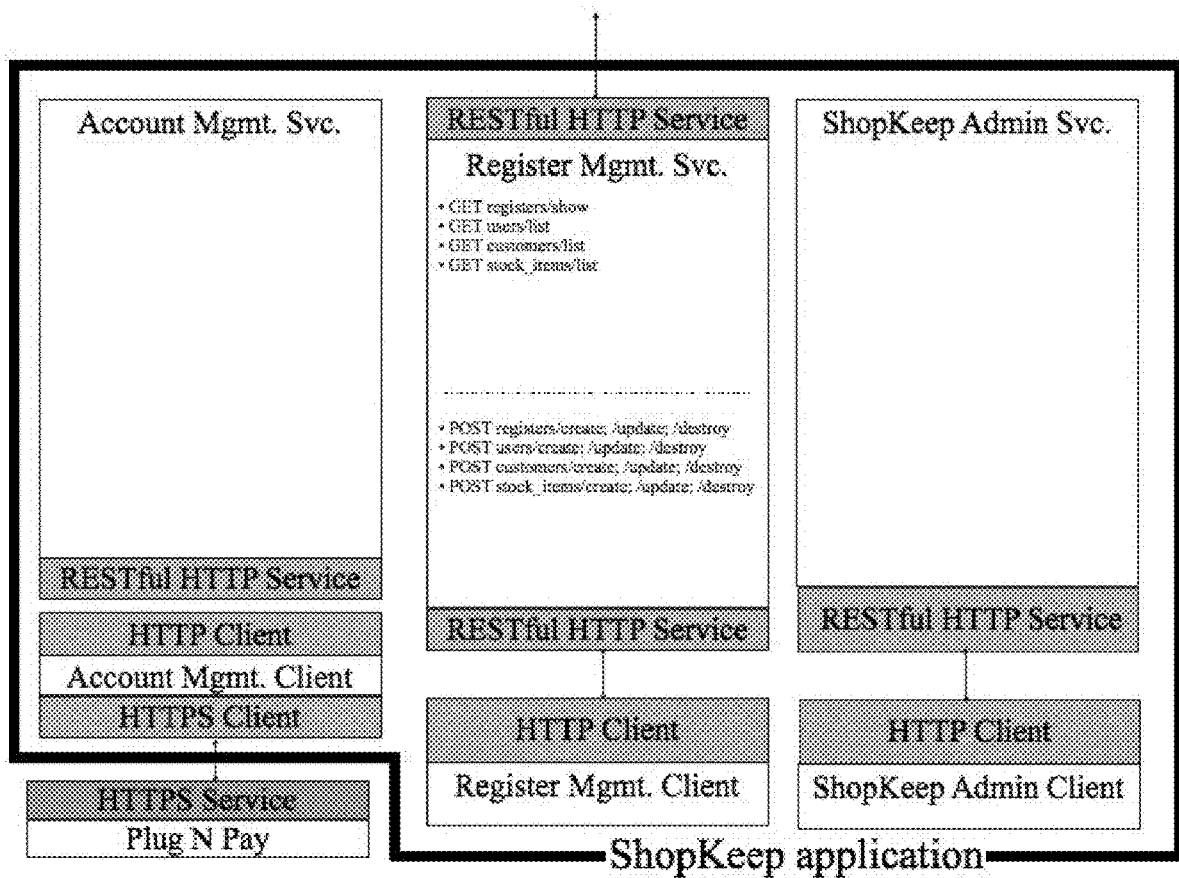 Account Mgmt. Svc.
RESTful HTTP Service
HTTP Client
Account Mgmt. Client
HTTPS Client
HTTPS Service
Plug N Pay
RESTful HTTP Service
Register Mgmt. Svc.
• GET registers/show
• GET users/list
• GET customers/list
• GET stock_items/list
• POST registers/create; /update; /destroy
• POST users/create; /update; /destroy
• POST customers/create; /update; /destroy
• POST stock_items/create; /update; /destroy
RESTful HTTP Service
HTTP Client
Register Mgmt. Client
ShopKeep Admin Svc.
RESTful HTTP Service
HTTP Client
ShopKeep Admin Client
ShopKeep application